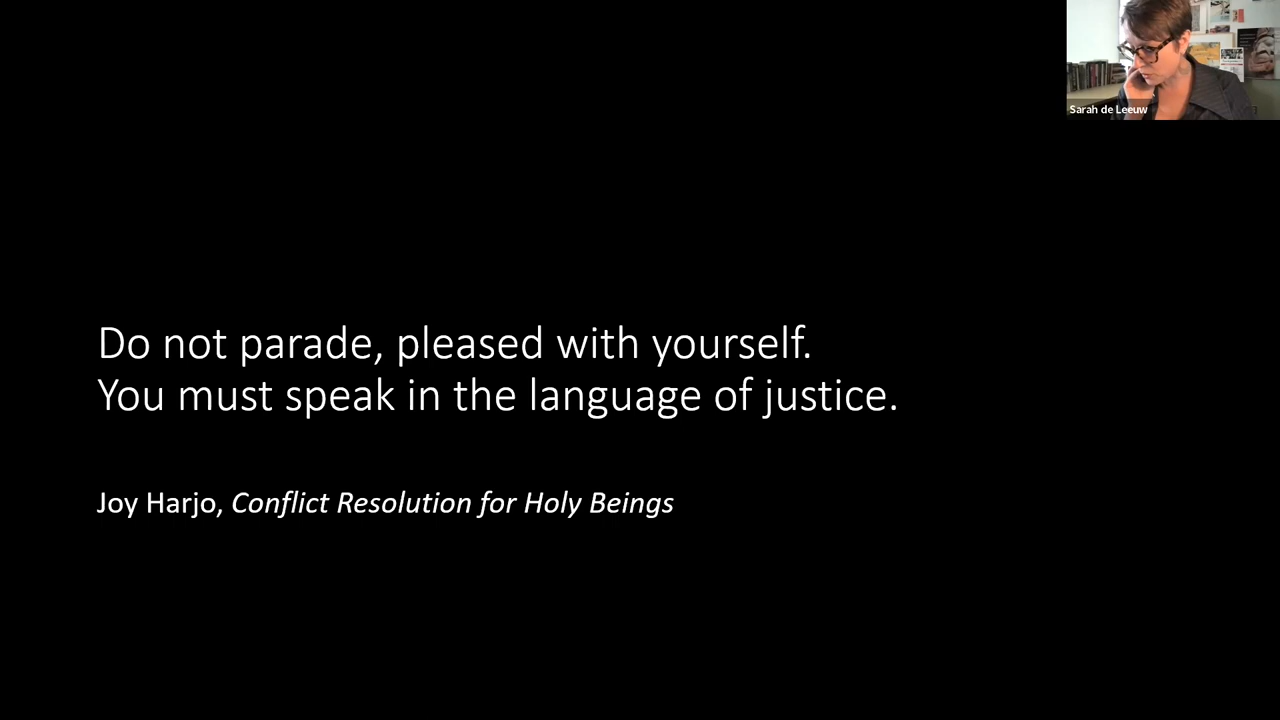 Sarah de Leeuw
Do not parade, pleased with yourself.
You must speak in the language of justice.
Joy Harjo, Conflict Resolution for Holy Beings